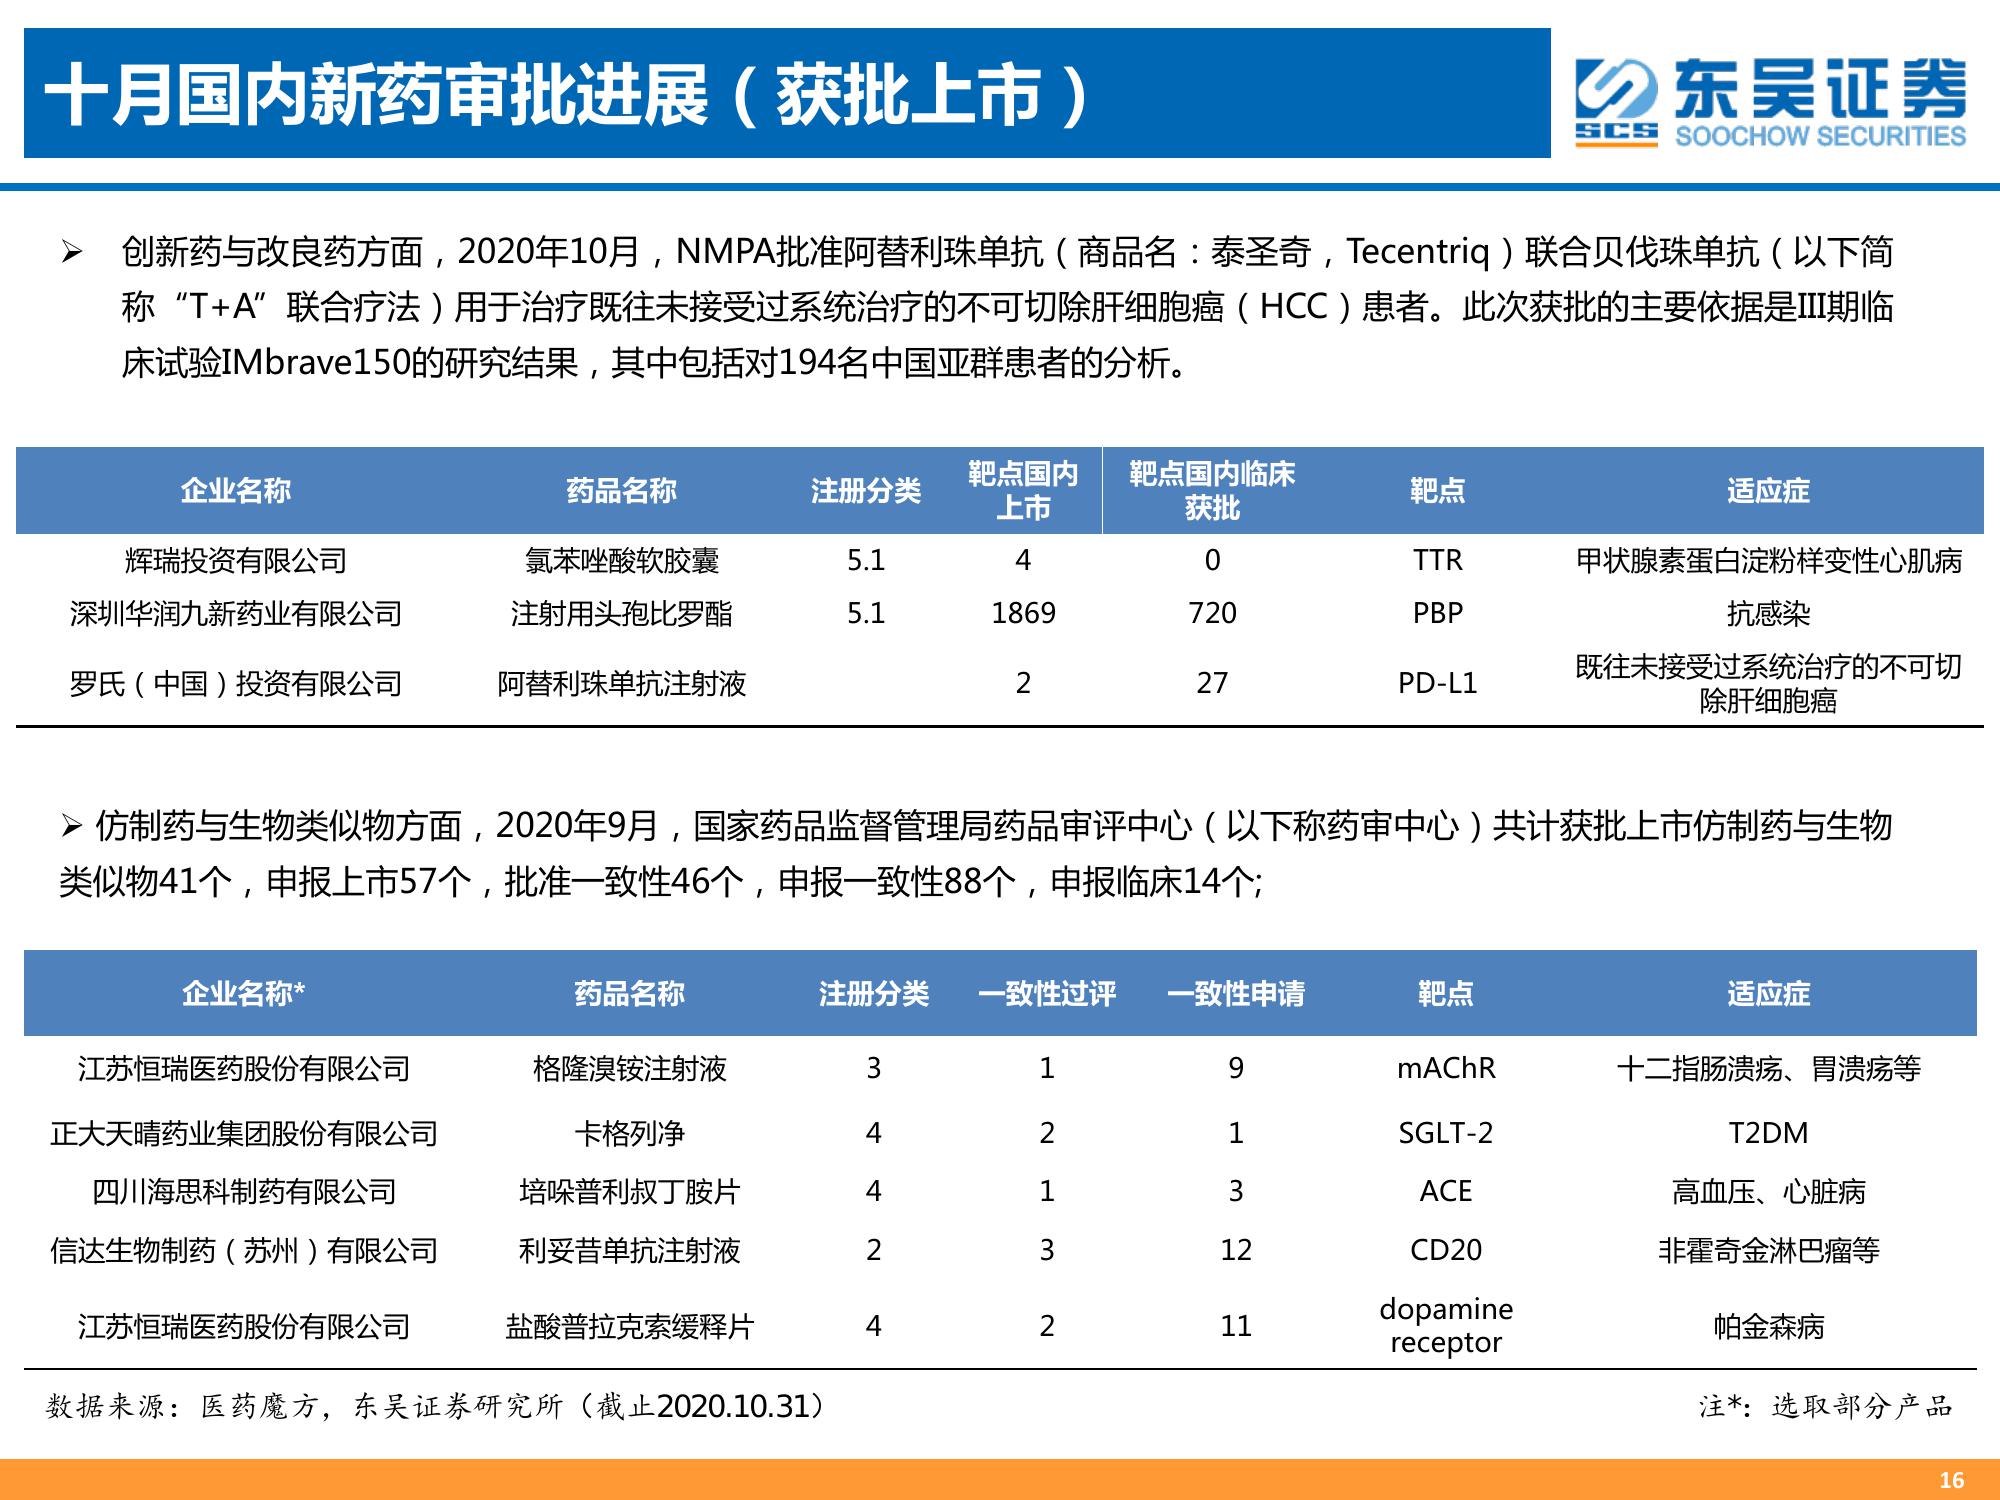 十月国内新药审批进展（获批上市）
SCS
东吴证券
SOOCHOW SECURITIES
➢ 创新药与改良药方面，2020年10月，NMPA批准阿替利珠单抗（商品名：泰圣奇，Tecentriq）联合贝伐珠单抗（以下简
称“T+A”联合疗法）用于治疗既往未接受过系统治疗的不可切除肝细胞癌（HCC）患者。此次获批的主要依据是III期临
床试验IMbrave150的研究结果，其中包括对194名中国亚群患者的分析。
企业名称 药品名称 注册分类 靶点国内上市 靶点国内临床获批 靶点 适应症
辉瑞投资有限公司 氯苯唑酸软胶囊 5.1 4 0 TTR 甲状腺素蛋白淀粉样变性心肌病
深圳华润九新药业有限公司 注射用头孢比罗酯 5.1 1869 720 PBP 抗感染
罗氏（中国）投资有限公司 阿替利珠单抗注射液 2 27 PD-L1 既往未接受过系统治疗的不可切除肝细胞癌
➢ 仿制药与生物类似物方面，2020年9月，国家药品监督管理局药品审评中心（以下称药审中心）共计获批上市仿制药与生物
类似物41个，申报上市57个，批准一致性46个，申报一致性88个，申报临床14个;
企业名称* 药品名称 注册分类 一致性过评 一致性申请 靶点 适应症
江苏恒瑞医药股份有限公司 格隆溴铵注射液 3 1 9 mAChR 十二指肠溃疡、胃溃疡等
正大天晴药业集团股份有限公司 卡格列净 4 2 1 SGLT-2 T2DM
四川海思科制药有限公司 培哚普利叔丁胺片 4 1 3 ACE 高血压、心脏病
信达生物制药（苏州）有限公司 利妥昔单抗注射液 2 3 12 CD20 非霍奇金淋巴瘤等
江苏恒瑞医药股份有限公司 盐酸普拉克索缓释片 4 2 11 dopamine receptor 帕金森病
数据来源：医药魔方，东吴证券研究所（截止2020.10.31） 注*：选取部分产品
16